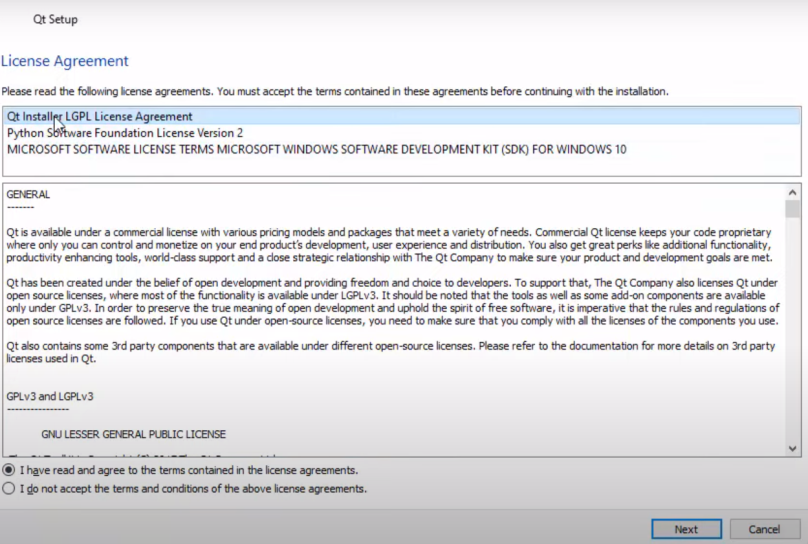 Qt Setup
License Agreement
Please read the following license agreements. You must accept the terms contained in these agreements before continuing with the installation.
Qt Installer LGPL License Agreement
Python Software Foundation License Version 2
MICROSOFT SOFTWARE LICENSE TERMS MICROSOFT WINDOWS SOFTWARE DEVELOPMENT KIT (SDK) FOR WINDOWS 10
GENERAL
-------
Qt is available under a commercial license with various pricing models and packages that meet a variety of needs. Commercial Qt license keeps your code proprietary
where only you can control and monetize on your end product's development, user experience and distribution. You also get great perks like additional functionality,
productivity enhancing tools, world-class support and a close strategic relationship with The Qt Company to make sure your product and development goals are met.
Qt has been created under the belief of open development and providing freedom and choice to developers. To support that, The Qt Company also licenses Qt under
open source licenses, where most of the functionality is available under LGPLv3. It should be noted that the tools as well as some add-on components are available
only under GPLv3. In order to preserve the true meaning of open development and uphold the spirit of free software, it is imperative that the rules and regulations of
open source licenses are followed. If you use Qt under open-source licenses, you need to make sure that you comply with all the licenses of the components you use.
Qt also contains some 3rd party components that are available under different open-source licenses. Please refer to the documentation for more details on 3rd party
licenses used in Qt.
GPLv3 and LGPLv3
----------------
GNU LESSER GENERAL PUBLIC LICENSE
I have read and agree to the terms contained in the license agreements.
I do not accept the terms and conditions of the above license agreements.
Next
Cancel